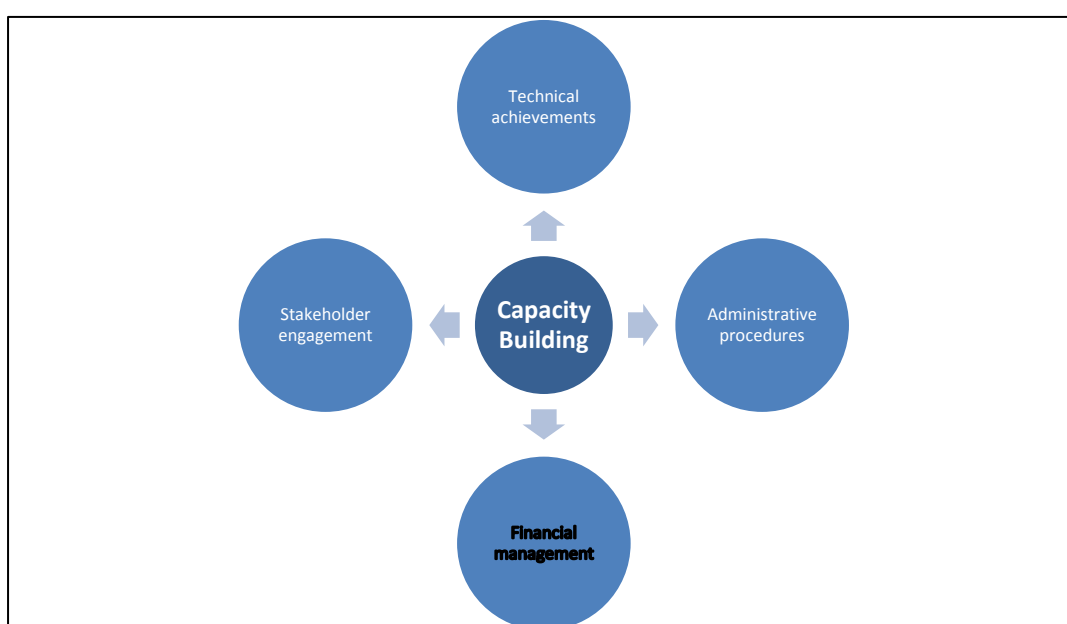 Technical
achievements
Stakeholder
engagement
Capacity
Building
Administrative
procedures
Financial
management